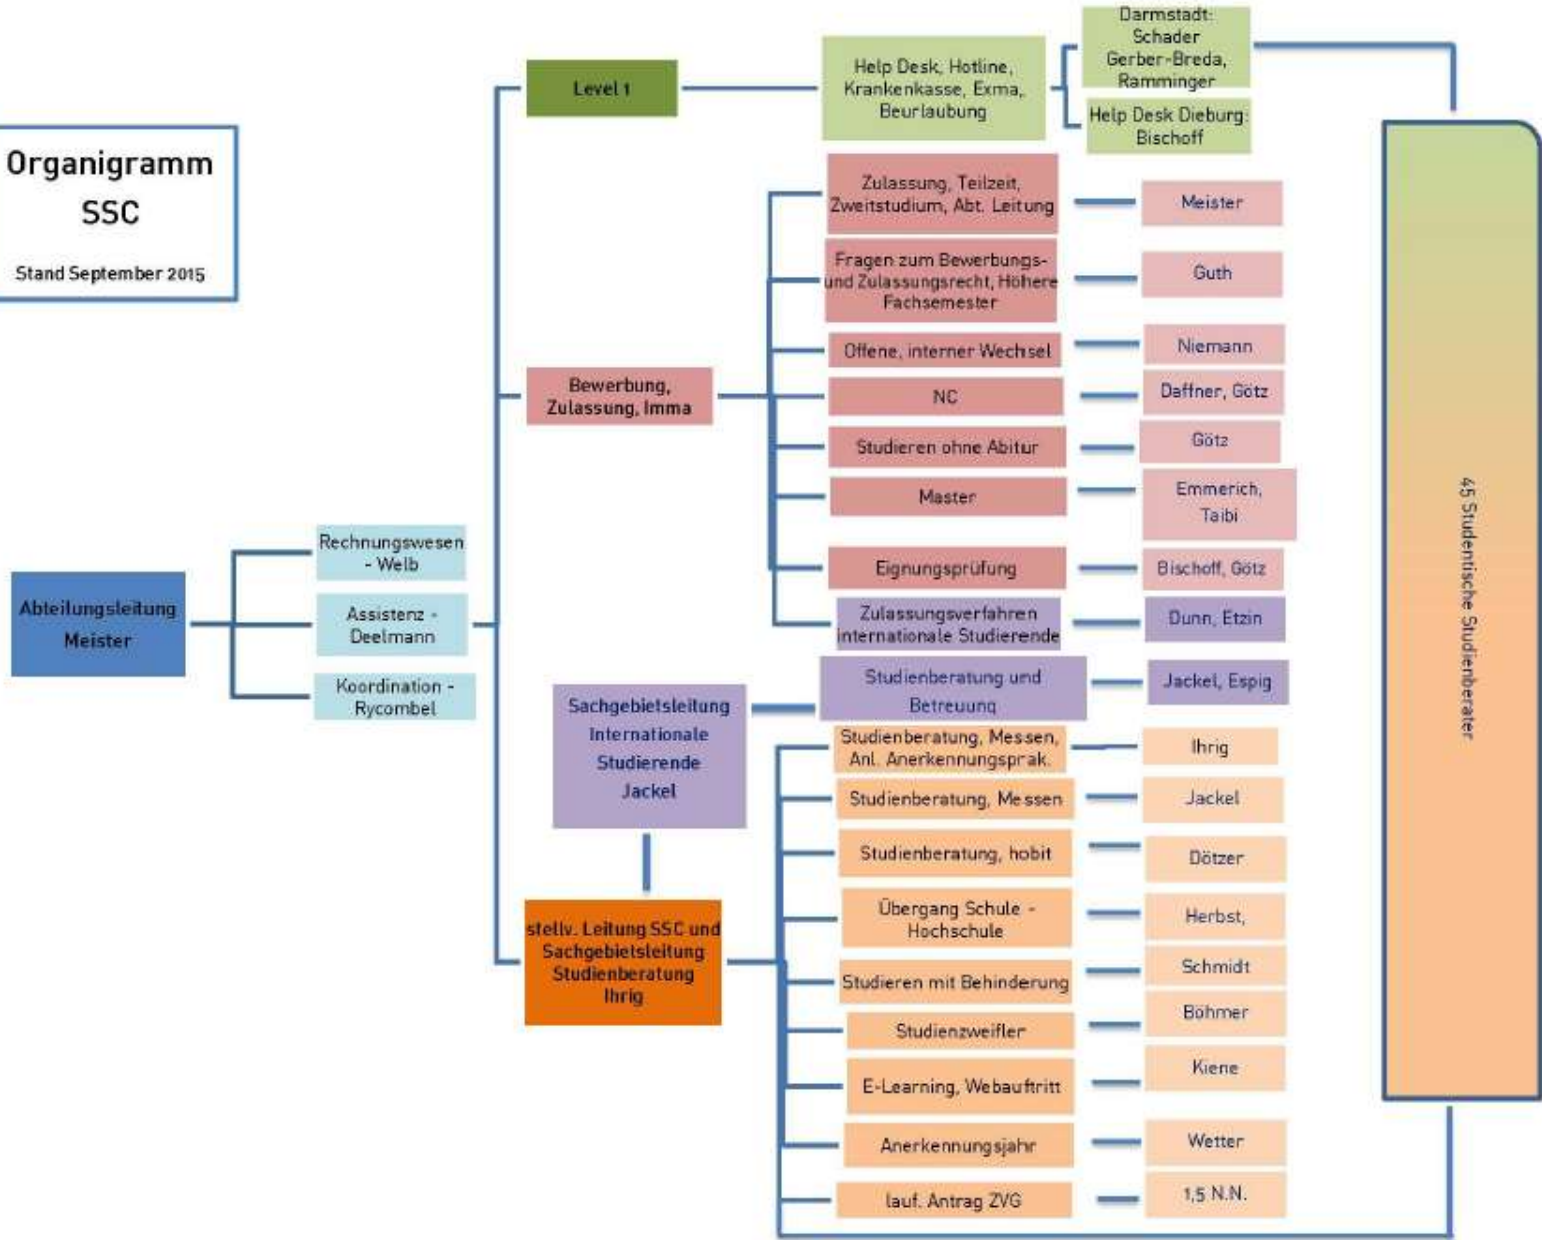 Organigramm
SSC
Stand September 2015
Abteilungsleitung
Meister
Rechnungswesen
- Welb
Assistenz -
Deelmann
Koordination -
Rycombel
Level 1
Help Desk, Hotline,
Krankenkasse, Exma,
Beurlaubung
Darmstadt:
Schader
Gerber-Breda,
Ramminger
Help Desk Dieburg:
Bischoff
Bewerbung,
Zulassung, Imma
Zulassung, Teilzeit,
Zweitstudium, Abt. Leitung
Meister
Fragen zum Bewerbungs-
und Zulassungsrecht, Höhere
Fachsemester
Guth
Offene, interner Wechsel
Niemann
NC
Daffner, Götz
Studieren ohne Abitur
Götz
Master
Emmerich,
Taibi
Eignungsprüfung
Bischoff, Götz
Zulassungsverfahren
internationale Studierende
Dunn, Etzin
Sachgebietsleitung
Internationale
Studierende
Jackel
Studienberatung und
Betreuung
Jackel, Espig
stellv. Leitung SSC und
Sachgebietsleitung
Studienberatung
Ihrig
Studienberatung, Messen,
Anl. Anerkennungsprak.
Ihrig
Studienberatung, Messen
Jackel
Studienberatung, hobit
Dötzer
Übergang Schule -
Hochschule
Herbst,
Studieren mit Behinderung
Schmidt
Studienzweifler
Böhmer
E-Learning, Webauftritt
Kiene
Anerkennungsjahr
Wetter
lauf. Antrag ZVG
1,5 N.N.
45 Studentische Studienberater